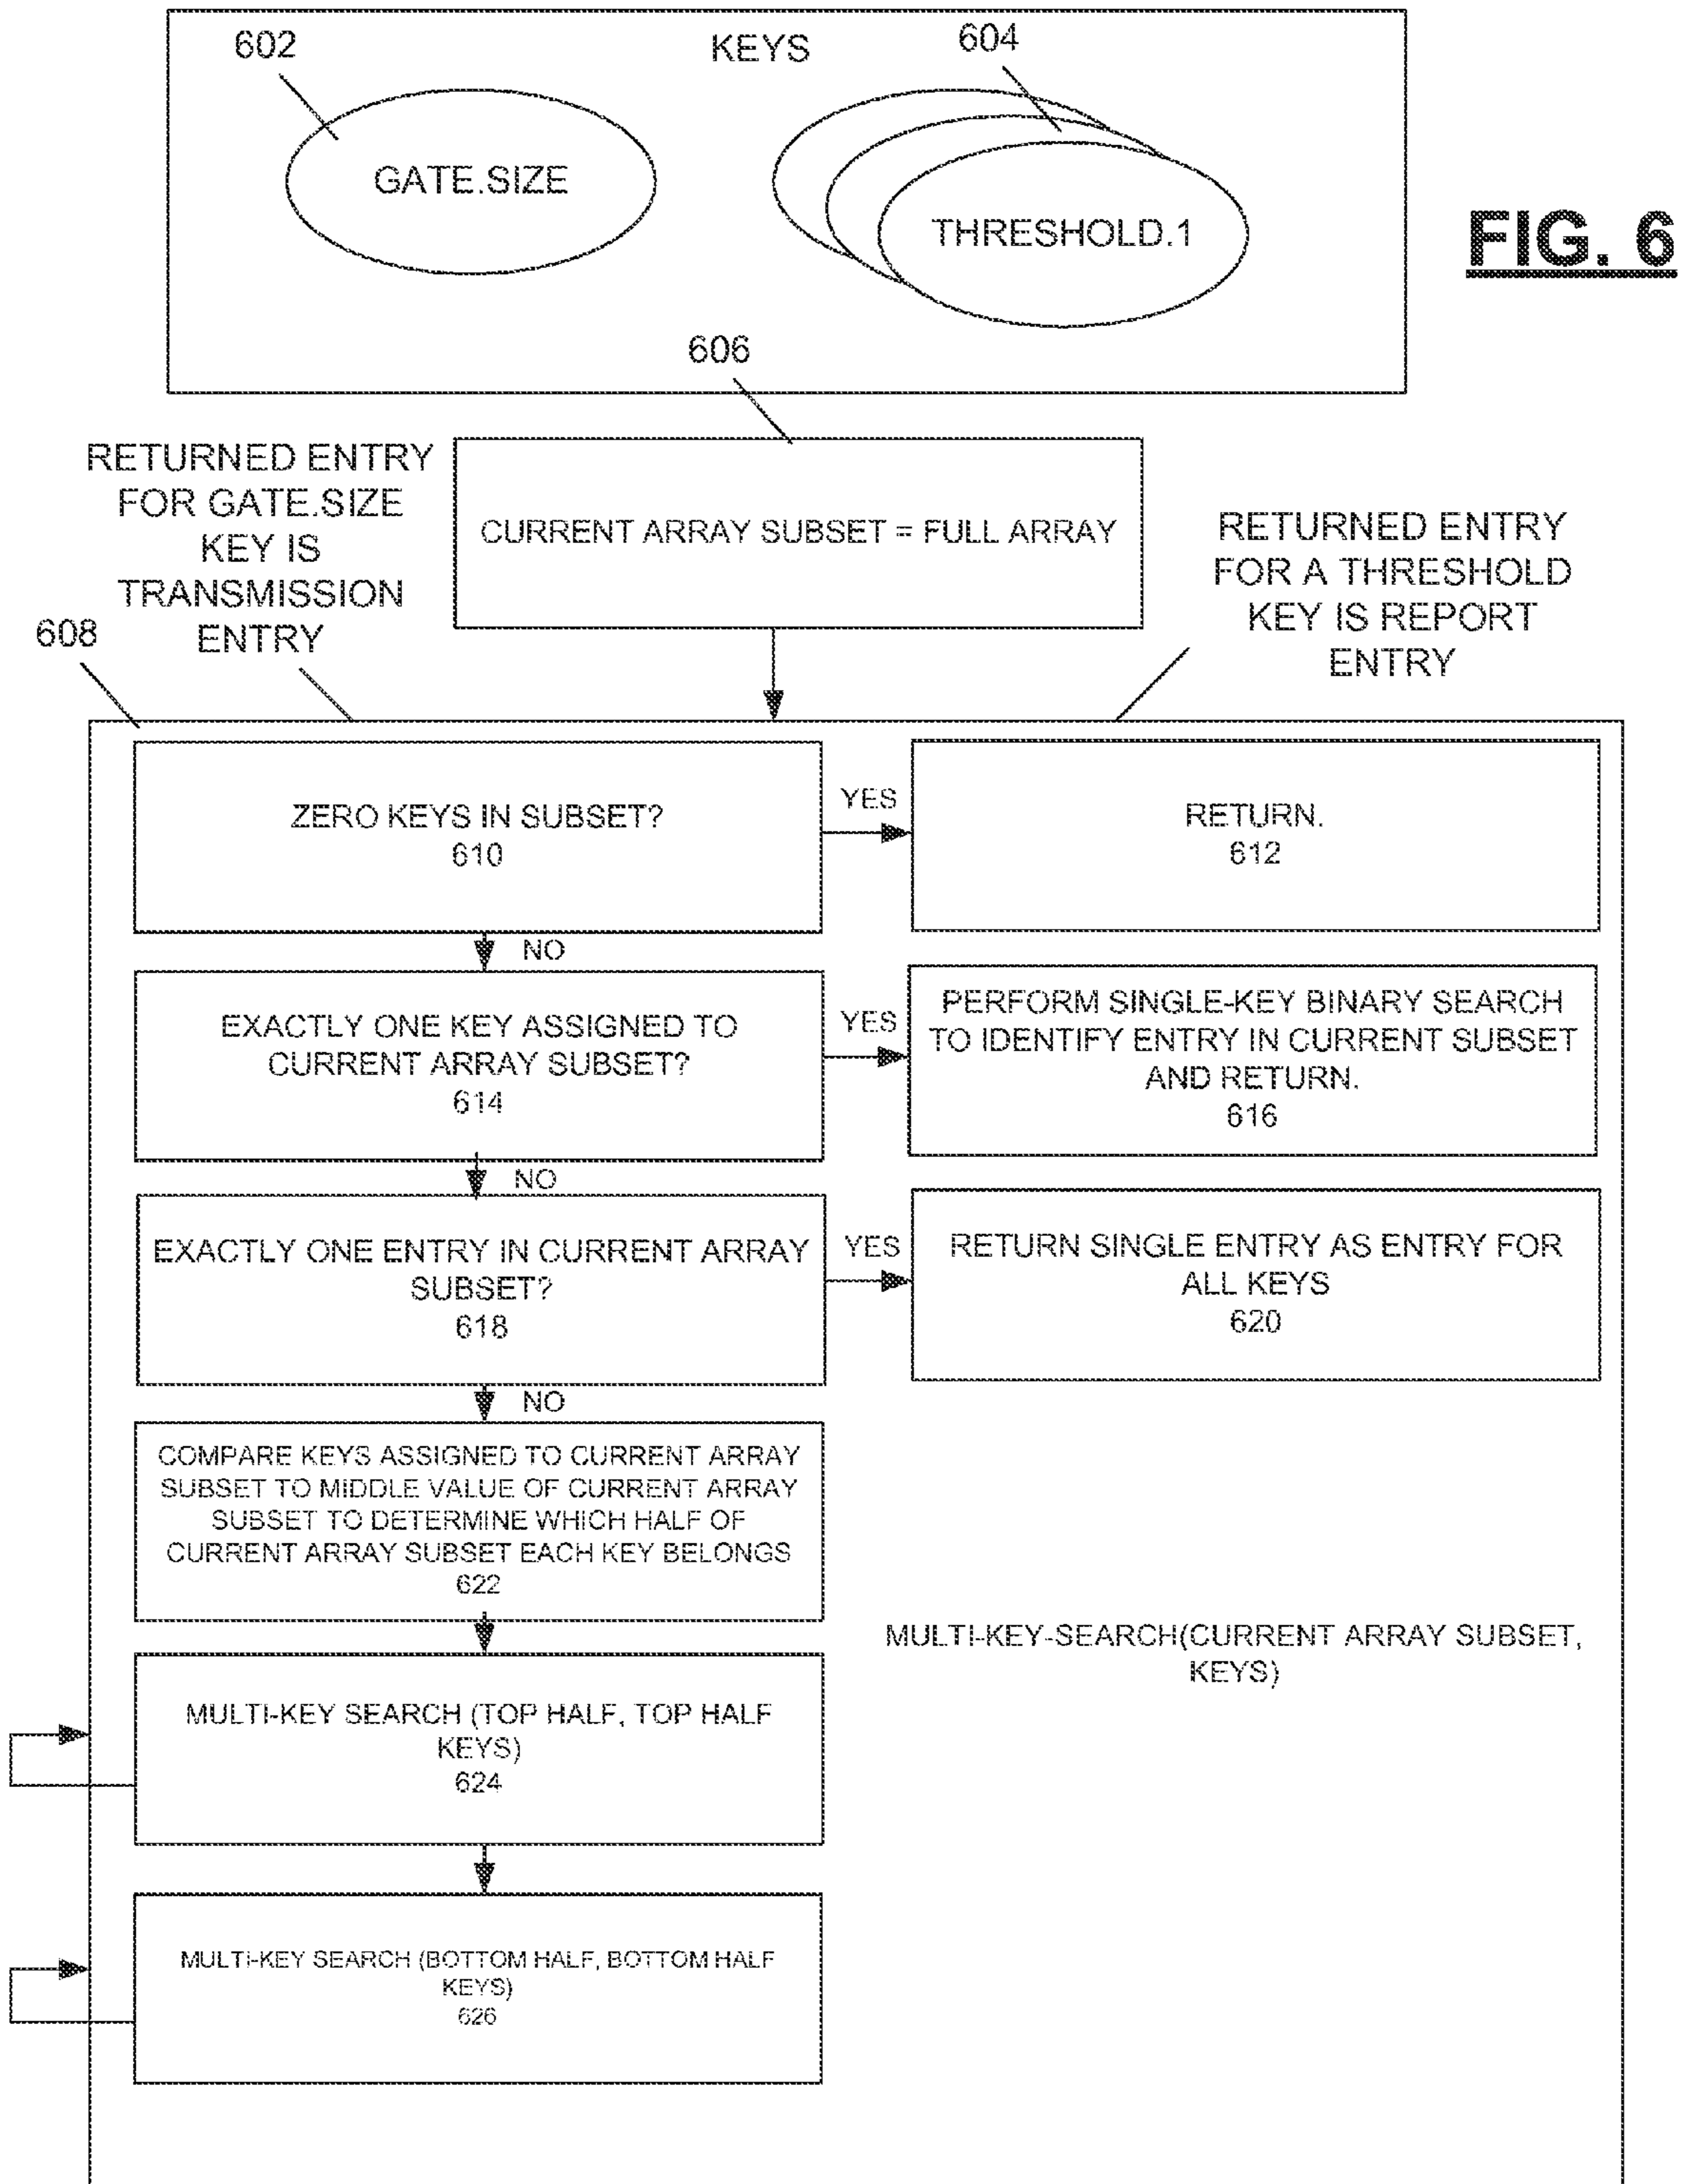 602
KEYS
604
GATE.SIZE
THRESHOLD.1
FIG. 6
606
RETURNED ENTRY
FOR GATE.SIZE
KEY IS
TRANSMISSION
ENTRY
CURRENT ARRAY SUBSET = FULL ARRAY
RETURNED ENTRY
FOR A THRESHOLD
KEY IS REPORT
ENTRY
608
ZERO KEYS IN SUBSET?
610
YES
RETURN.
612
NO
EXACTLY ONE KEY ASSIGNED TO
CURRENT ARRAY SUBSET?
614
YES
PERFORM SINGLE-KEY BINARY SEARCH
TO IDENTIFY ENTRY IN CURRENT SUBSET
AND RETURN.
616
NO
EXACTLY ONE ENTRY IN CURRENT ARRAY
SUBSET?
618
YES
RETURN SINGLE ENTRY AS ENTRY FOR
ALL KEYS
620
NO
COMPARE KEYS ASSIGNED TO CURRENT ARRAY
SUBSET TO MIDDLE VALUE OF CURRENT ARRAY
SUBSET TO DETERMINE WHICH HALF OF
CURRENT ARRAY SUBSET EACH KEY BELONGS
622
MULTI-KEY-SEARCH(CURRENT ARRAY SUBSET,
KEYS)
MULTI-KEY SEARCH (TOP HALF, TOP HALF
KEYS)
624
MULTI-KEY SEARCH (BOTTOM HALF, BOTTOM HALF
KEYS)
626